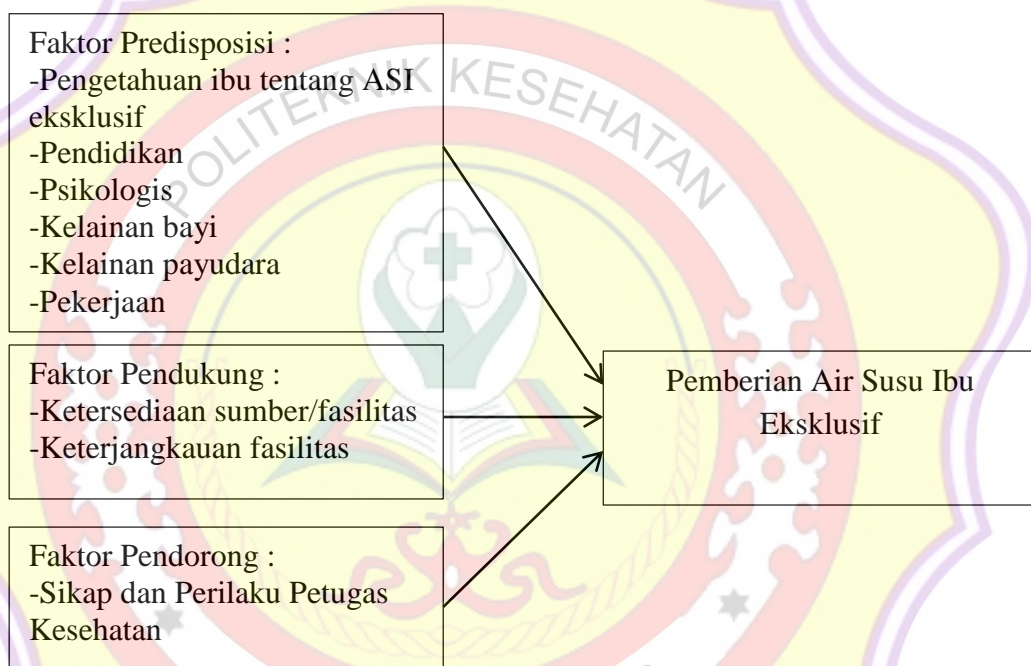 Faktor Predisposisi :
-Pengetahuan ibu tentang ASI
eksklusif
-Pendidikan
-Psikologis
-Kelainan bayi
-Kelainan payudara
-Pekerjaan
Faktor Pendukung :
-Ketersediaan sumber/fasilitas
-Keterjangkauan fasilitas
Faktor Pendorong :
-Sikap dan Perilaku Petugas
Kesehatan
Pemberian Air Susu Ibu
Eksklusif
POLITEKNIK KESEHATAN